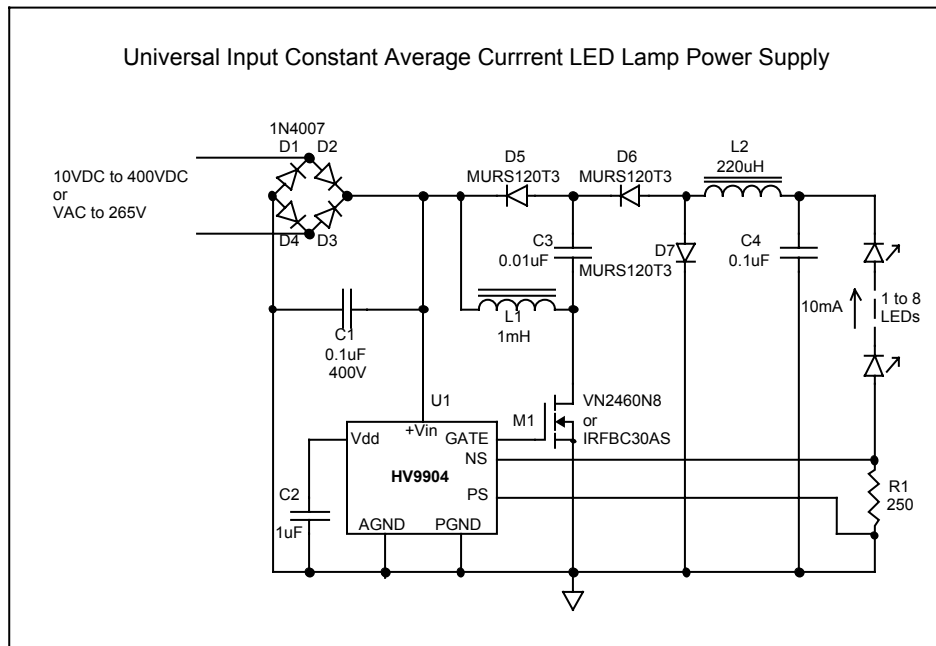 Universal Input Constant Average Currrent LED Lamp Power Supply
1N4007
D1 D2
D4 D3
10VDC to 400VDC
or
VAC to 265V
D5
MURS120T3
D6
MURS120T3
L2
220uH
C3
0.01uF
D7
MURS120T3
C4
0.1uF
10mA
1 to 8
LEDs
L1
1mH
C1
0.1uF
400V
U1
M1
VN2460N8
or
IRFBC30AS
+Vin
Vdd
GATE
NS
HV9904
PS
AGND
PGND
C2
1uF
R1
250